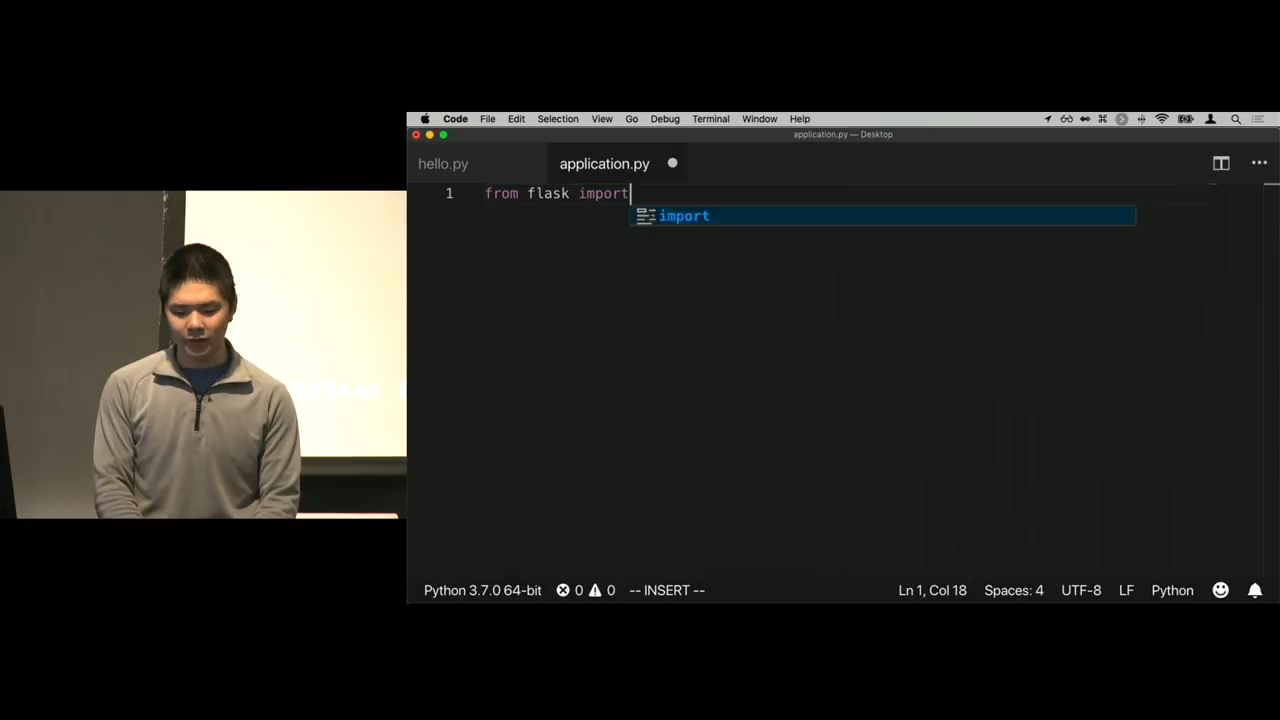 Code File Edit Selection View Go Debug Terminal Window Help
application.py — Desktop
hello.py application.py
1 from flask import
import
Python 3.7.0 64-bit 0 0 -- INSERT -- Ln 1, Col 18 Spaces: 4 UTF-8 LF Python